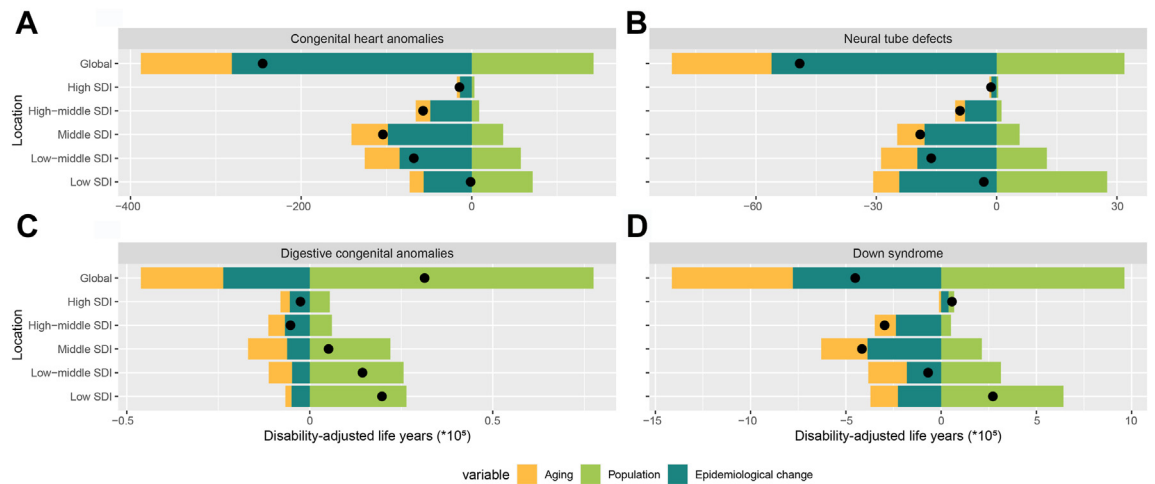 A
Congenital heart anomalies
Location
Global
High SDI
High−middle SDI
Middle SDI
Low−middle SDI
Low SDI
−400 −200 0
B
Neural tube defects
−60 −30 0 30
C
Digestive congenital anomalies
Location
Global
High SDI
High−middle SDI
Middle SDI
Low−middle SDI
Low SDI
−0.5 0 0.5
Disability−adjusted life years (*10⁵)
D
Down syndrome
−15 −10 −5 0 5 10
Disability−adjusted life years (*10⁵)
variable Aging Population Epidemiological change